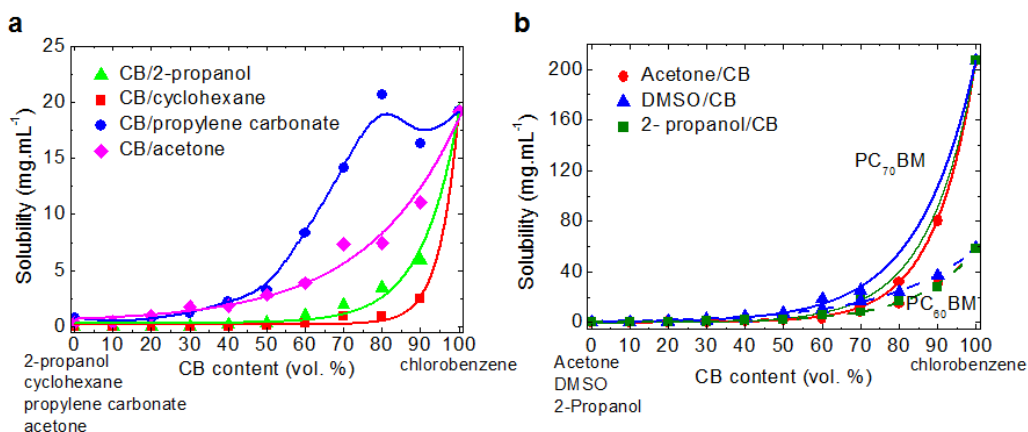 a
25
20
15
10
5
0
Solubility (mg.mL⁻¹)
CB/2-propanol
CB/cyclohexane
CB/propylene carbonate
CB/acetone
0 10 20 30 40 50 60 70 80 90 100
CB content (vol. %)
2-propanol
cyclohexane
propylene carbonate
acetone
chlorobenzene
b
200
160
120
80
40
0
Solubility (mg.mL⁻¹)
Acetone/CB
DMSO/CB
2- propanol/CB
PC₇₀BM
PC₆₀BM
0 10 20 30 40 50 60 70 80 90 100
CB content (vol. %)
Acetone
DMSO
2-Propanol
chlorobenzene